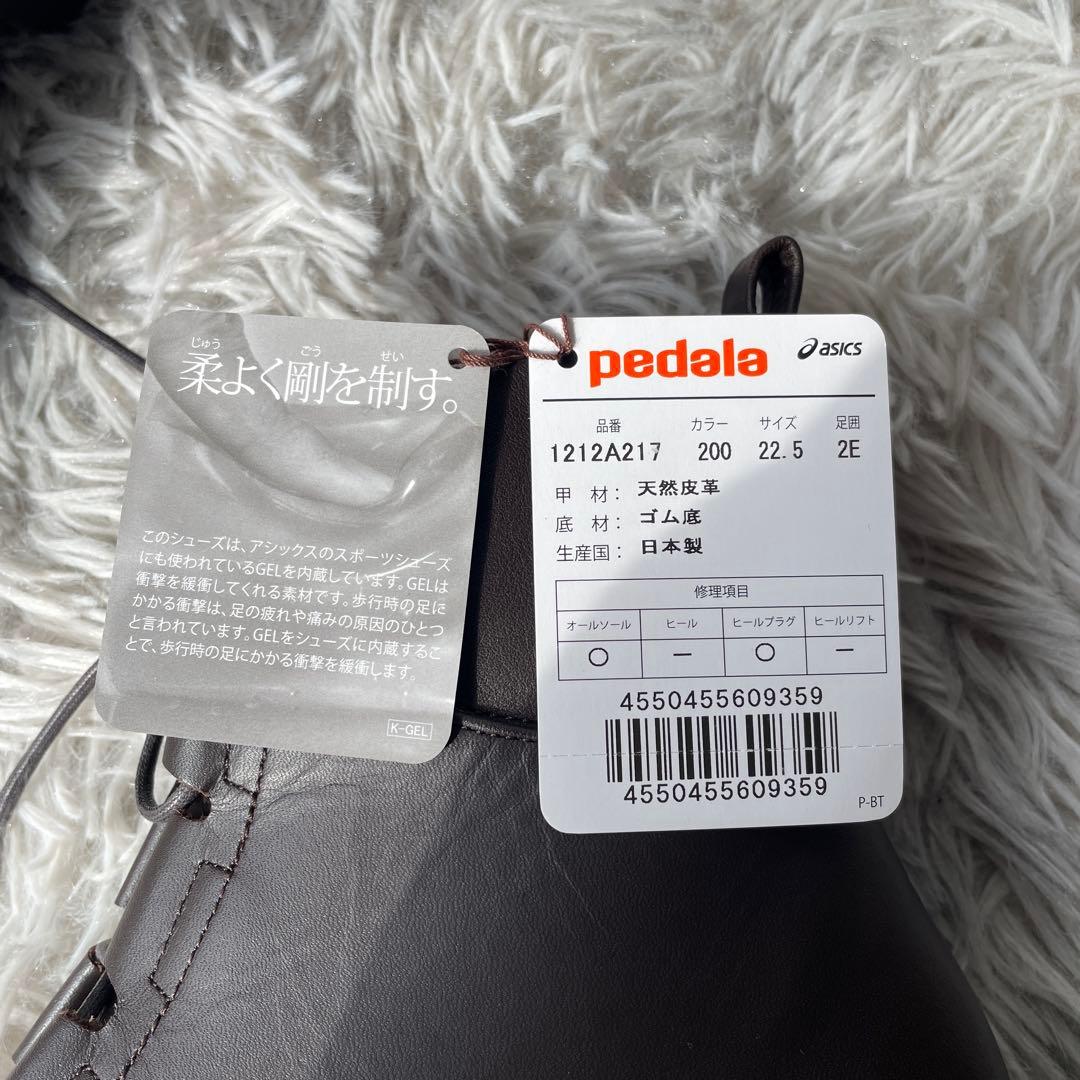 じゅう ごう せい
柔よく剛を制す。
このシューズは、アシックスのスポーツシューズ
にも使われているGELを内蔵しています。GELは
衝撃を緩衝してくれる素材です。歩行時の足に
かかる衝撃は、足の疲れや痛みの原因のひとつ
と言われています。GELをシューズに内蔵するこ
とで、歩行時の足にかかる衝撃を緩衝します。
K-GEL
pedala asics
品番 カラー サイズ 足囲
1212A217 200 22.5 2E
甲 材： 天然皮革
底 材： ゴム底
生産国： 日本製
修理項目
オールソール ヒール ヒールプラグ ヒールリフト
○ － ○ －
4550455609359
4550455609359
P-BT